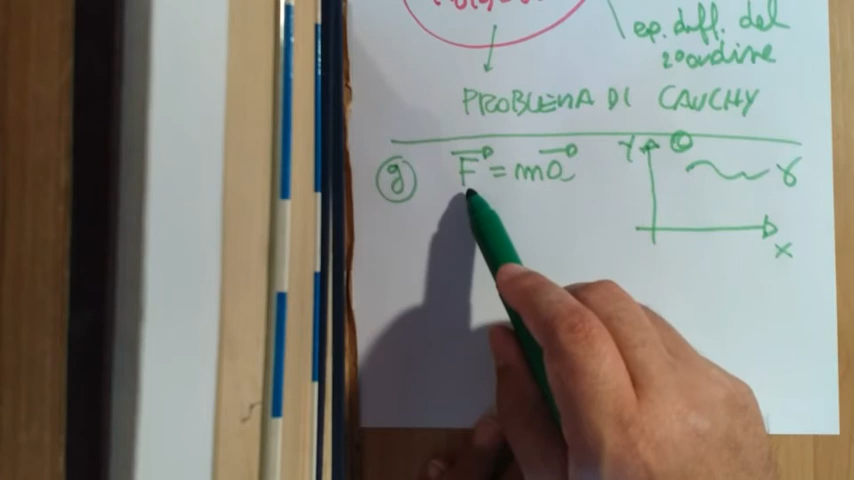 eq. diff. del
2° ordine
PROBLEMA DI CAUCHY
g F = ma
Y
γ
X